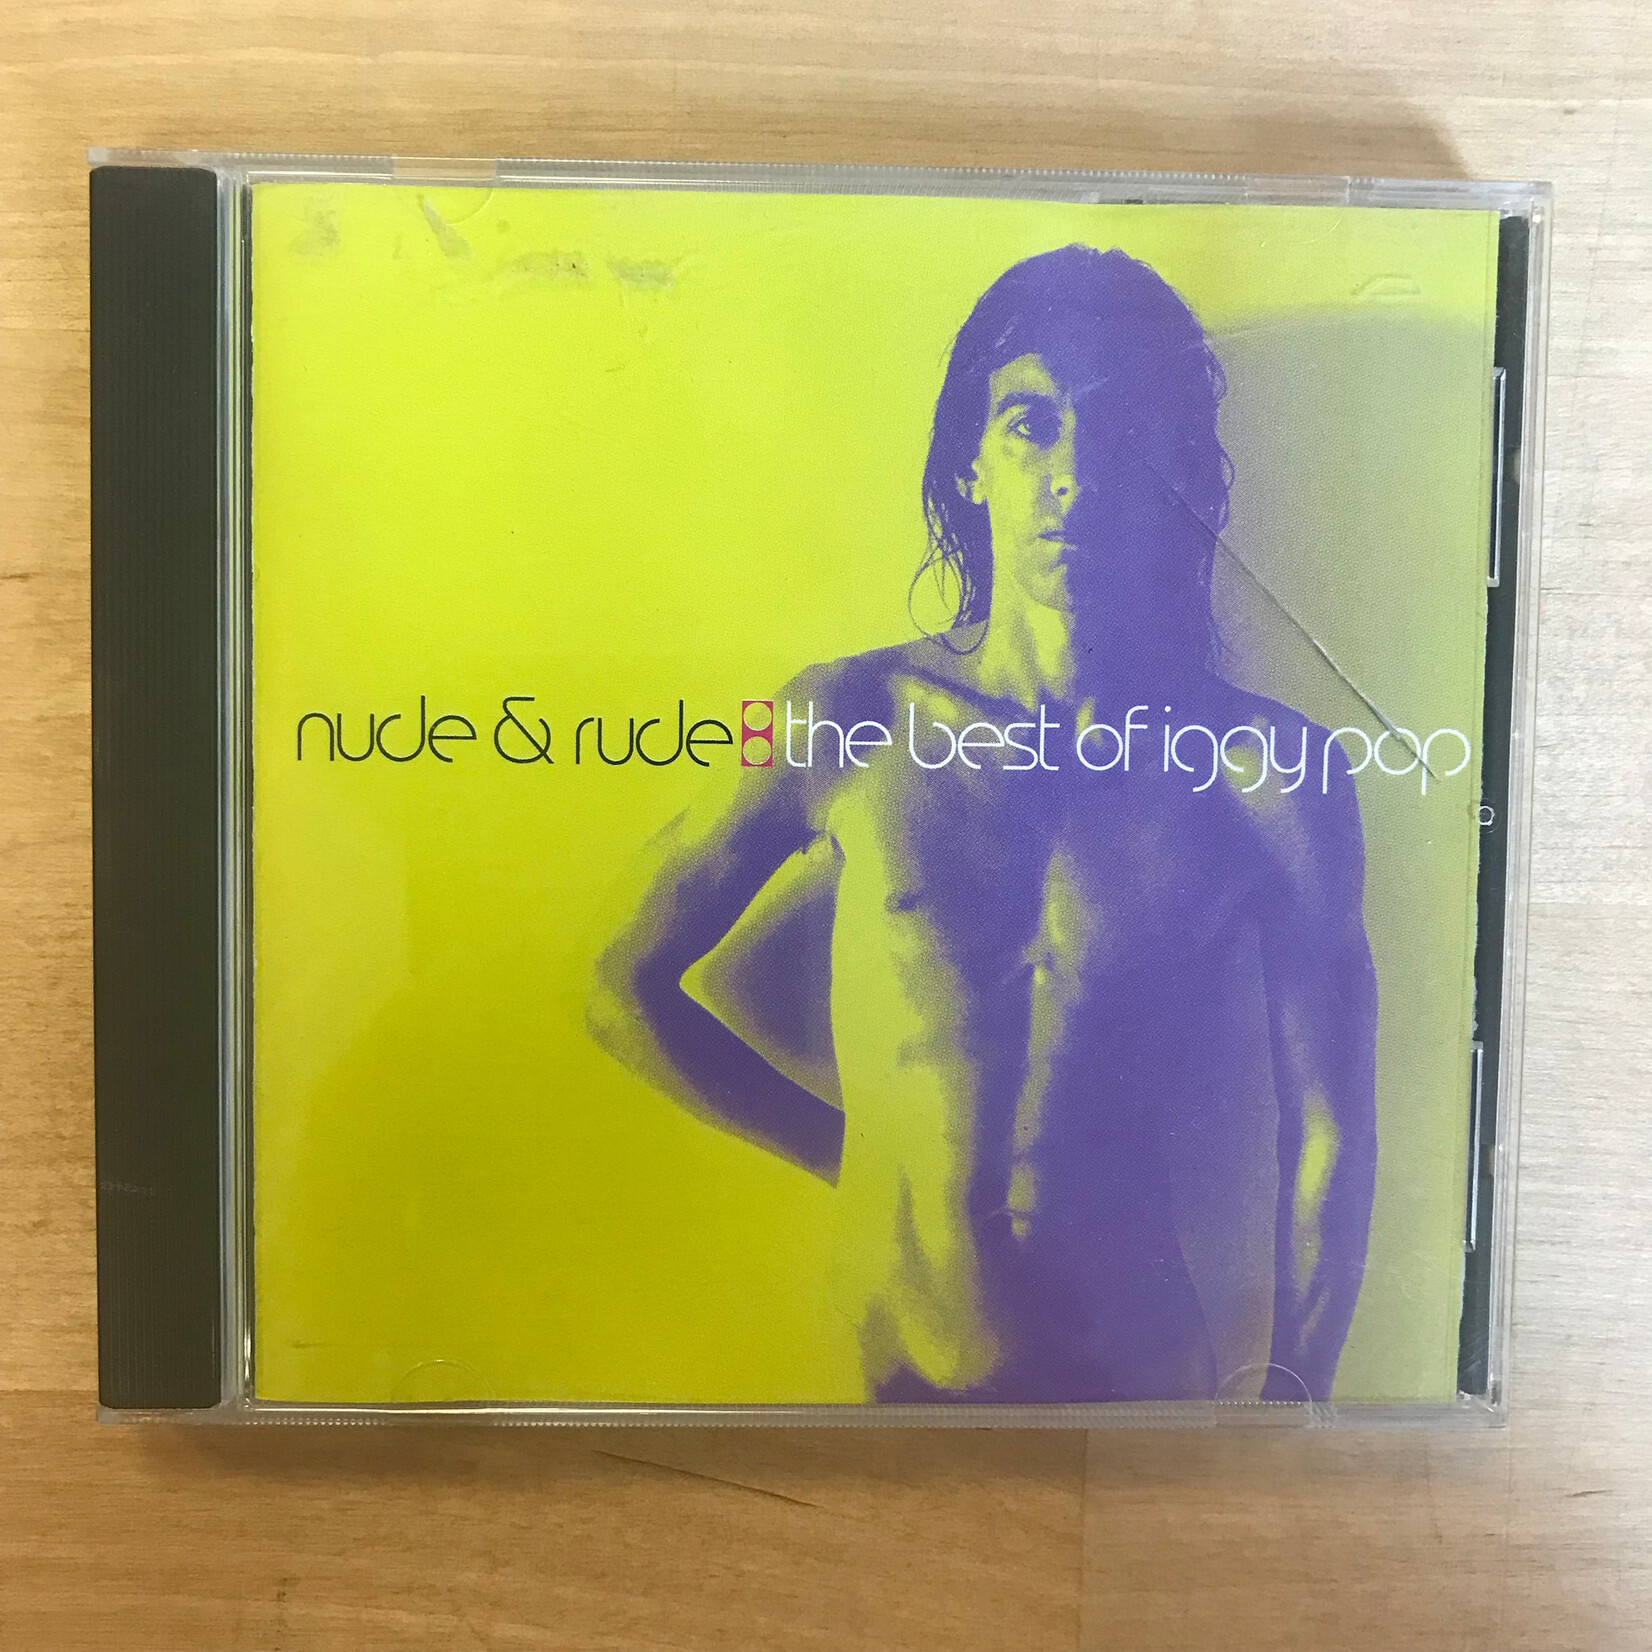 nude & rude: the best of iggy pop